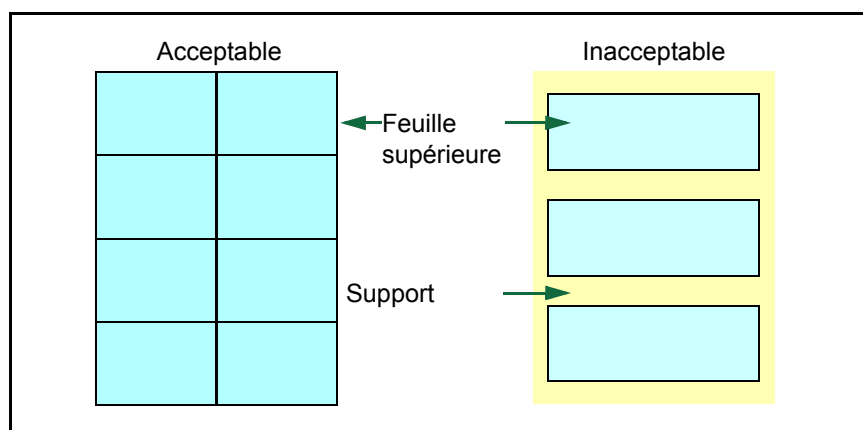 Acceptable
Inacceptable
Feuille
supérieure
Support